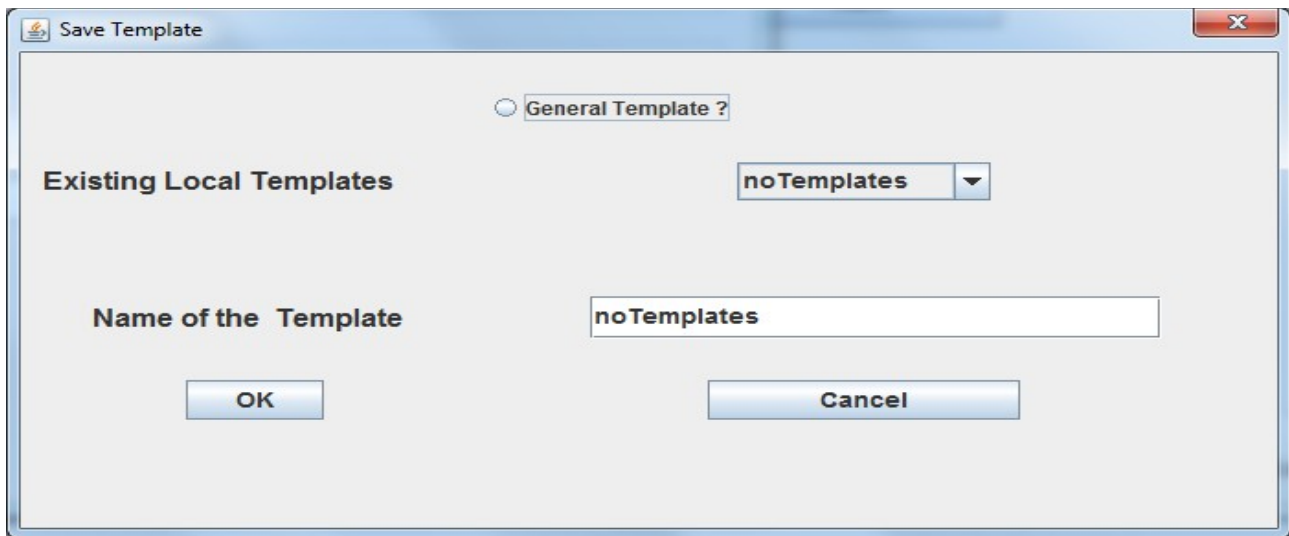 Save Template
General Template ?
Existing Local Templates
noTemplates
Name of the Template
noTemplates
OK
Cancel